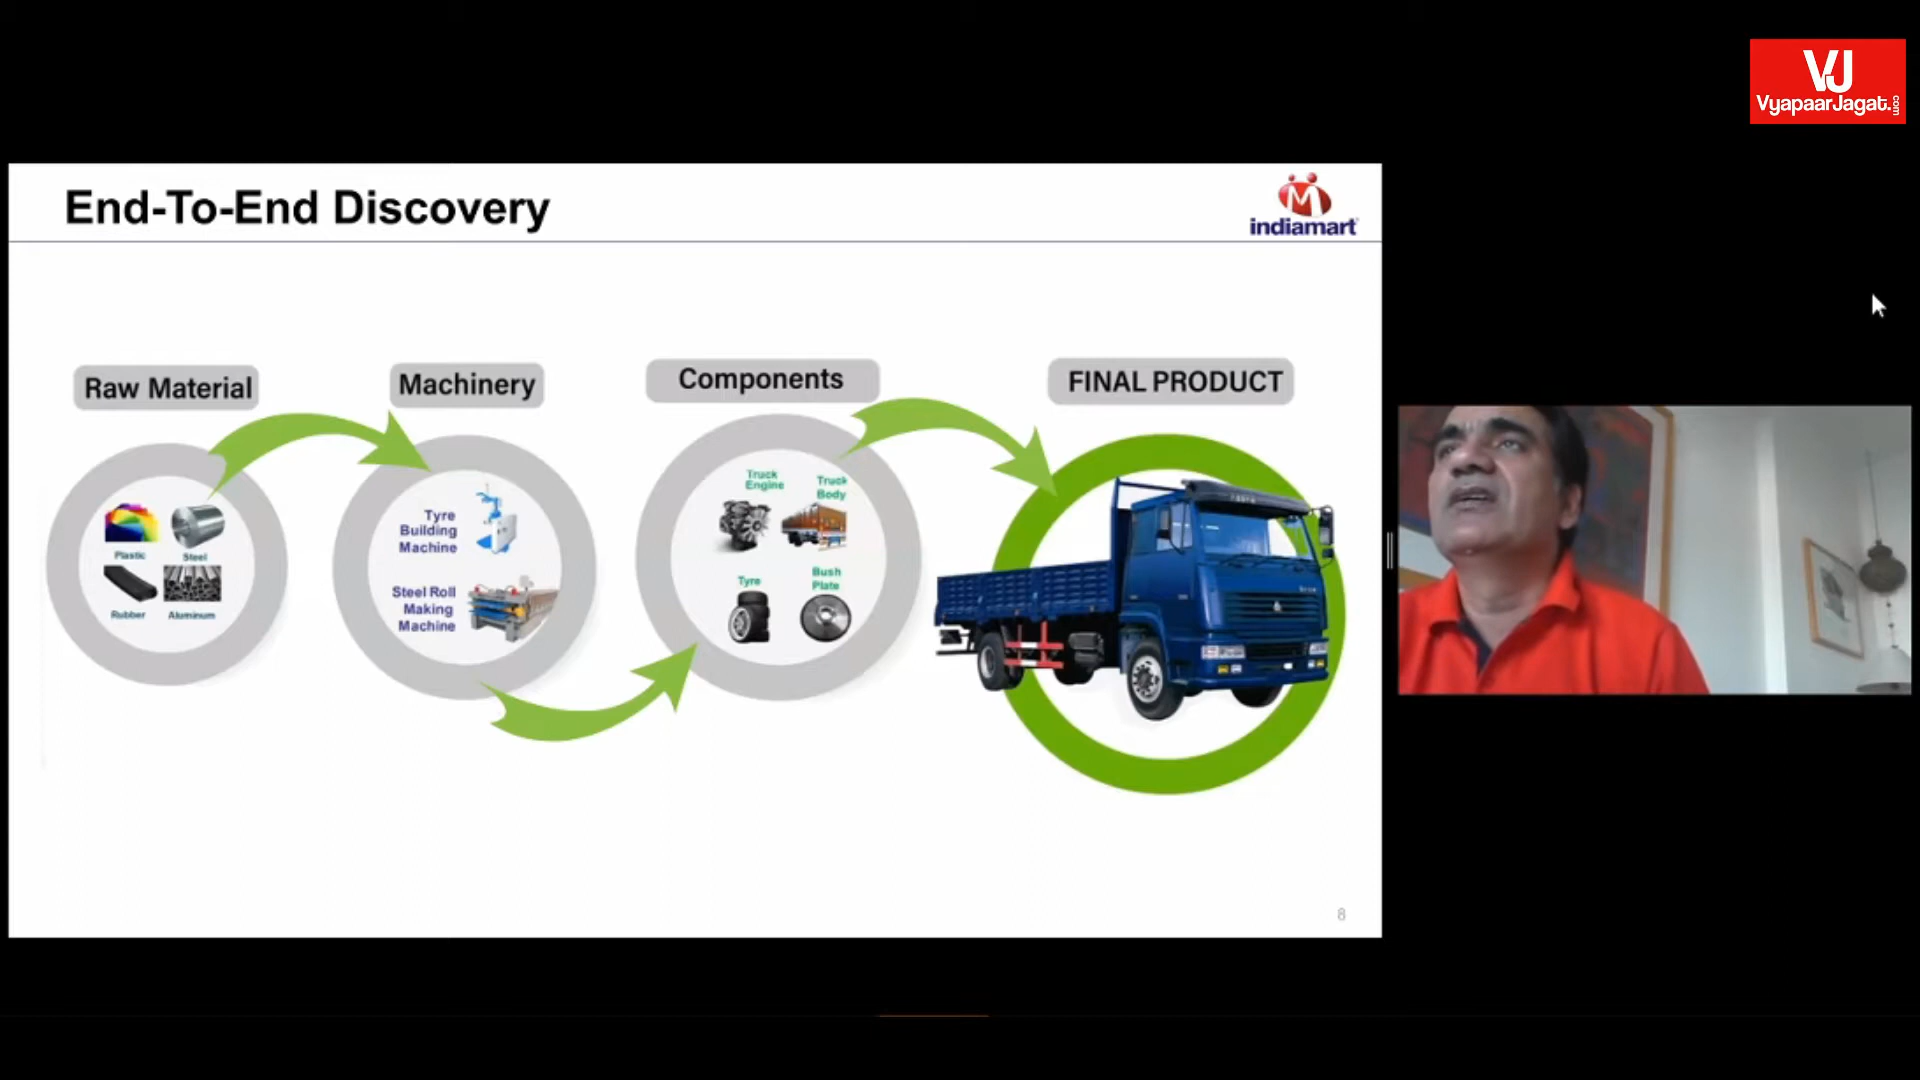 VJ
VyapaarJagat.com
End-To-End Discovery
indiamart
Raw Material
Machinery
Components
FINAL PRODUCT
Plastic
Steel
Rubber
Aluminum
Tyre
Building
Machine
Steel Roll
Making
Machine
Truck
Engine
Truck
Body
Tyre
Bush
Plate
8